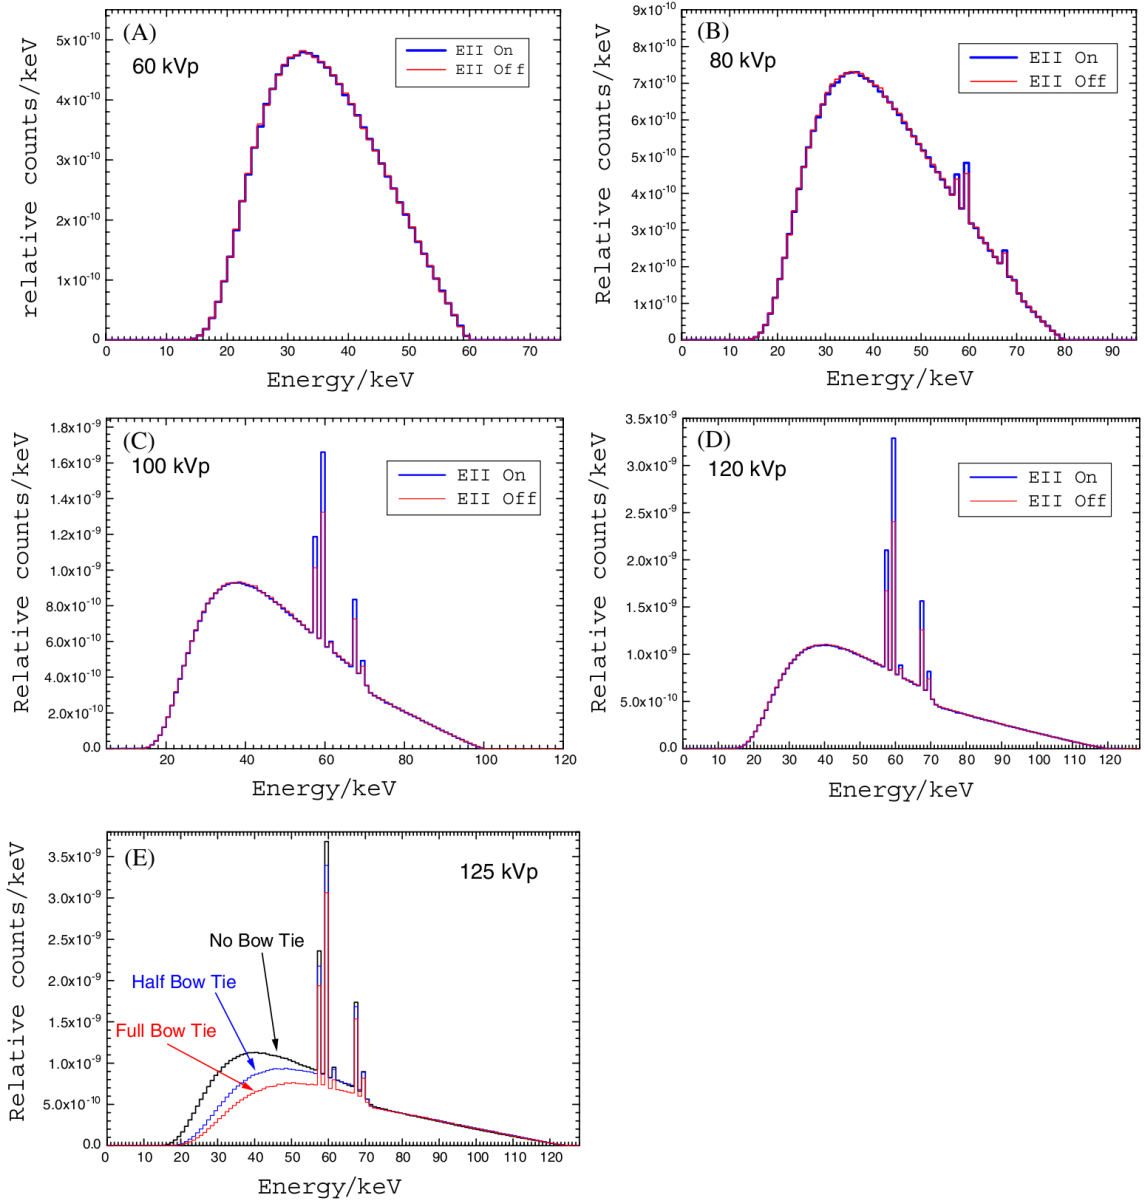 (A)
60 kVp
EII On
EII Off
5x10-10
4x10-10
3x10-10
2x10-10
1x10-10
0
0 10 20 30 40 50 60 70
relative counts/keV
Energy/keV
(B)
80 kVp
EII On
EII Off
9x10-10
8x10-10
7x10-10
6x10-10
5x10-10
4x10-10
3x10-10
2x10-10
1x10-10
0
0 10 20 30 40 50 60 70 80 90
Relative counts/keV
Energy/keV
(C)
100 kVp
EII On
EII Off
1.8x10-9
1.6x10-9
1.4x10-9
1.2x10-9
1.0x10-9
8.0x10-10
6.0x10-10
4.0x10-10
2.0x10-10
0.0
20 40 60 80 100 120
Relative counts/keV
Energy/keV
(D)
120 kVp
EII On
EII Off
3.5x10-9
3.0x10-9
2.5x10-9
2.0x10-9
1.5x10-9
1.0x10-9
5.0x10-10
0.0
0 10 20 30 40 50 60 70 80 90 100 110 120
Relative counts/keV
Energy/keV
(E)
125 kVp
No Bow Tie
Half Bow Tie
Full Bow Tie
3.5x10-9
3.0x10-9
2.5x10-9
2.0x10-9
1.5x10-9
1.0x10-9
5.0x10-10
0.0
0 10 20 30 40 50 60 70 80 90 100 110 120
Relative counts/keV
Energy/keV